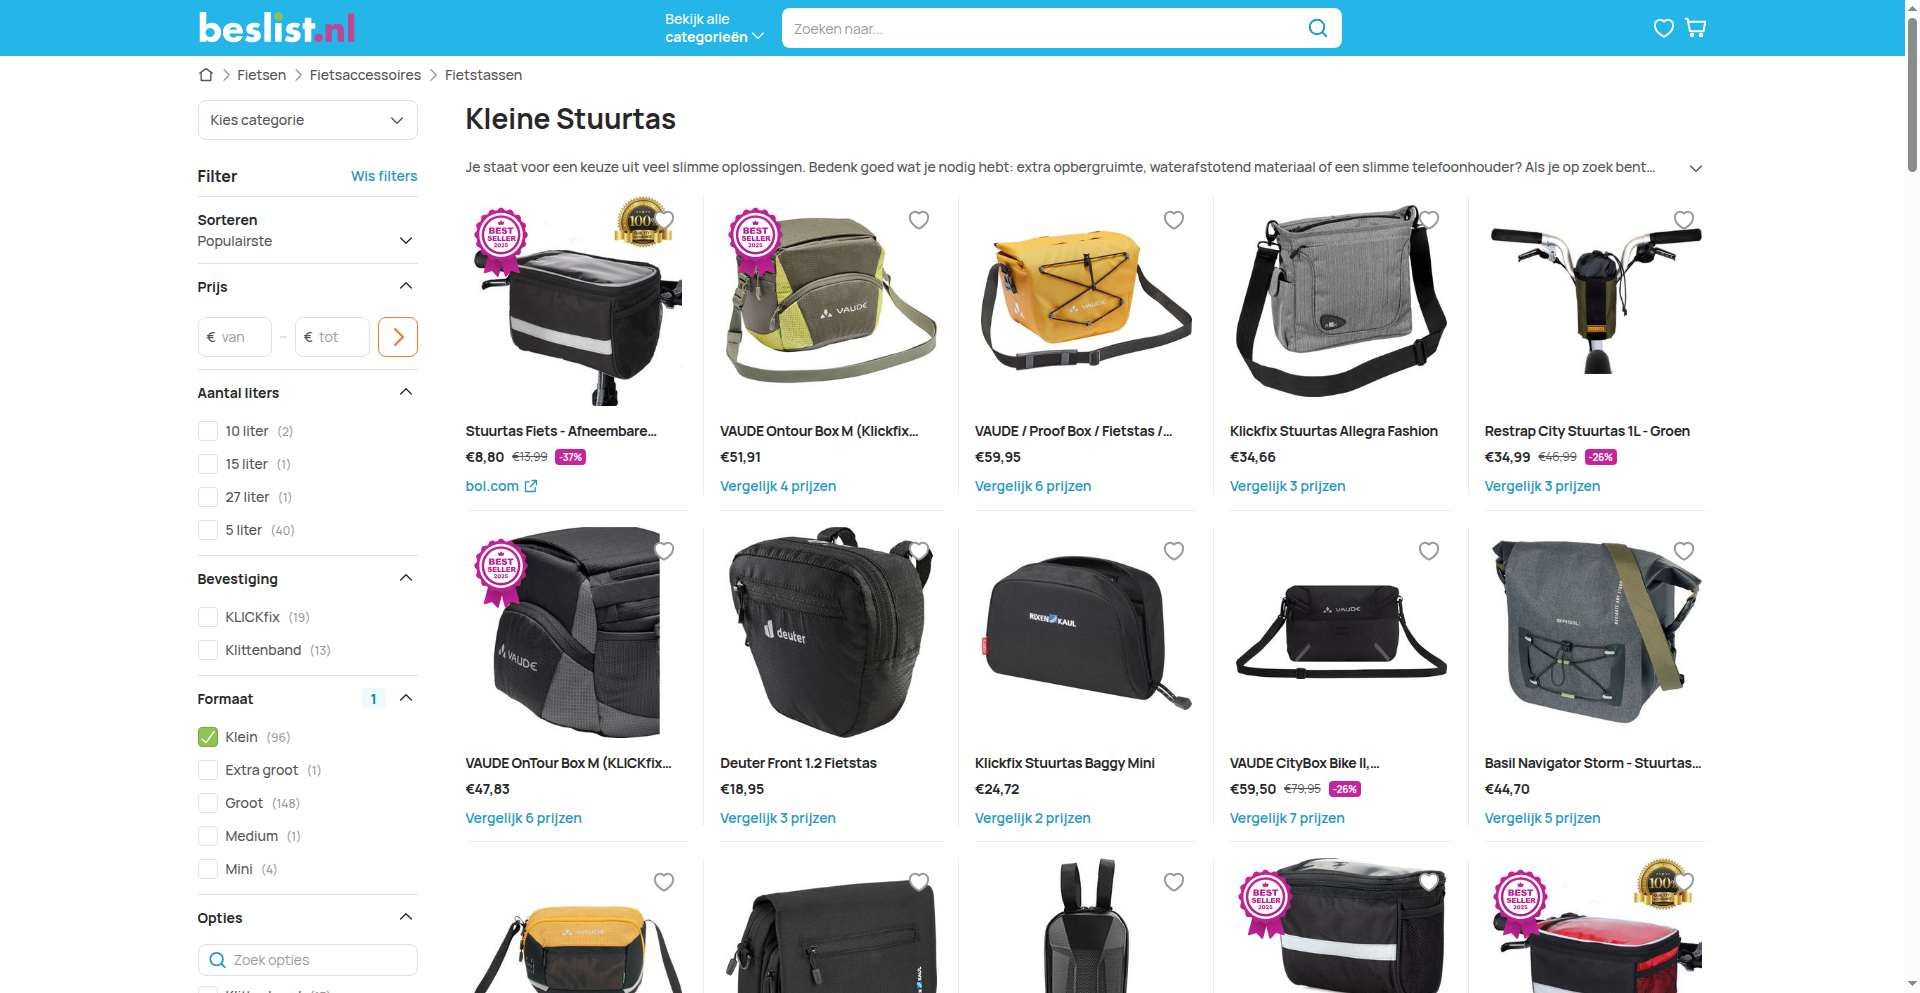 beslist.nl
Bekijk alle
categorieën
Zoeken naar...
Fietsen
Fietsaccessoires
Fietstassen
Kies categorie
Kleine Stuurtas
Je staat voor een keuze uit veel slimme oplossingen. Bedenk goed wat je nodig hebt: extra opbergruimte, waterafstotend materiaal of een slimme telefoonhouder? Als je op zoek bent...
Filter
Wis filters
Sorteren
Populairste
Prijs
€ van
–
€ tot
Aantal liters
10 liter (2)
15 liter (1)
27 liter (1)
5 liter (40)
Bevestiging
KLICKfix (19)
Klittenband (13)
Formaat
1
Klein (96)
Extra groot (1)
Groot (148)
Medium (1)
Mini (4)
Opties
Zoek opties
BEST
SELLER
2025
100%
BEST
SELLER
2025
VAUDE
VAUDE
Stuurtas Fiets - Afneembare...
€8,80 €13,99 -37%
bol.com
VAUDE Ontour Box M (Klickfix...
€51,91
Vergelijk 4 prijzen
VAUDE / Proof Box / Fietstas /...
€59,95
Vergelijk 6 prijzen
Klickfix Stuurtas Allegra Fashion
€34,66
Vergelijk 3 prijzen
Restrap City Stuurtas 1L - Groen
€34,99 €46,99 -26%
Vergelijk 3 prijzen
BEST
SELLER
2025
VAUDE
deuter
RIXEN KAUL
VAUDE
BASIL
VAUDE OnTour Box M (KLICKfix...
€47,83
Vergelijk 6 prijzen
Deuter Front 1.2 Fietstas
€18,95
Vergelijk 3 prijzen
Klickfix Stuurtas Baggy Mini
€24,72
Vergelijk 2 prijzen
VAUDE CityBox Bike II,...
€59,50 €79,95 -26%
Vergelijk 7 prijzen
Basil Navigator Storm - Stuurtas...
€44,70
Vergelijk 5 prijzen
VAUDE
BEST
SELLER
2025
BEST
SELLER
2025
100%